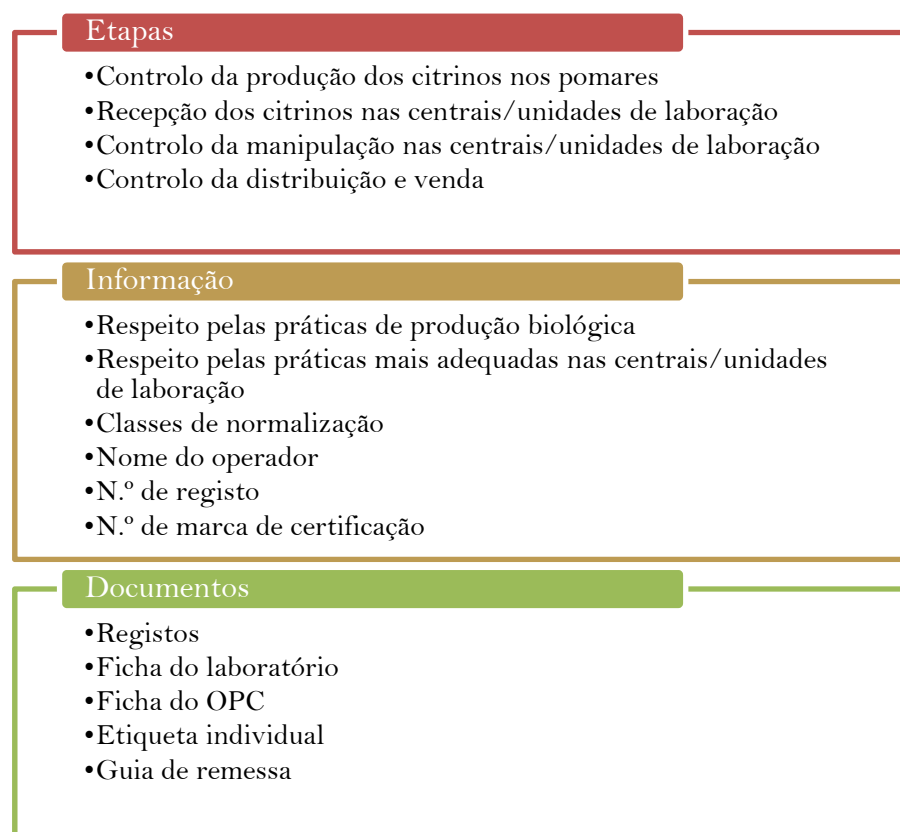 Etapas
•Controlo da produção dos citrinos nos pomares
•Recepção dos citrinos nas centrais/unidades de laboração
•Controlo da manipulação nas centrais/unidades de laboração
•Controlo da distribuição e venda
Informação
•Respeito pelas práticas de produção biológica
•Respeito pelas práticas mais adequadas nas centrais/unidades
de laboração
•Classes de normalização
•Nome do operador
•N.º de registo
•N.º de marca de certificação
Documentos
•Registos
•Ficha do laboratório
•Ficha do OPC
•Etiqueta individual
•Guia de remessa